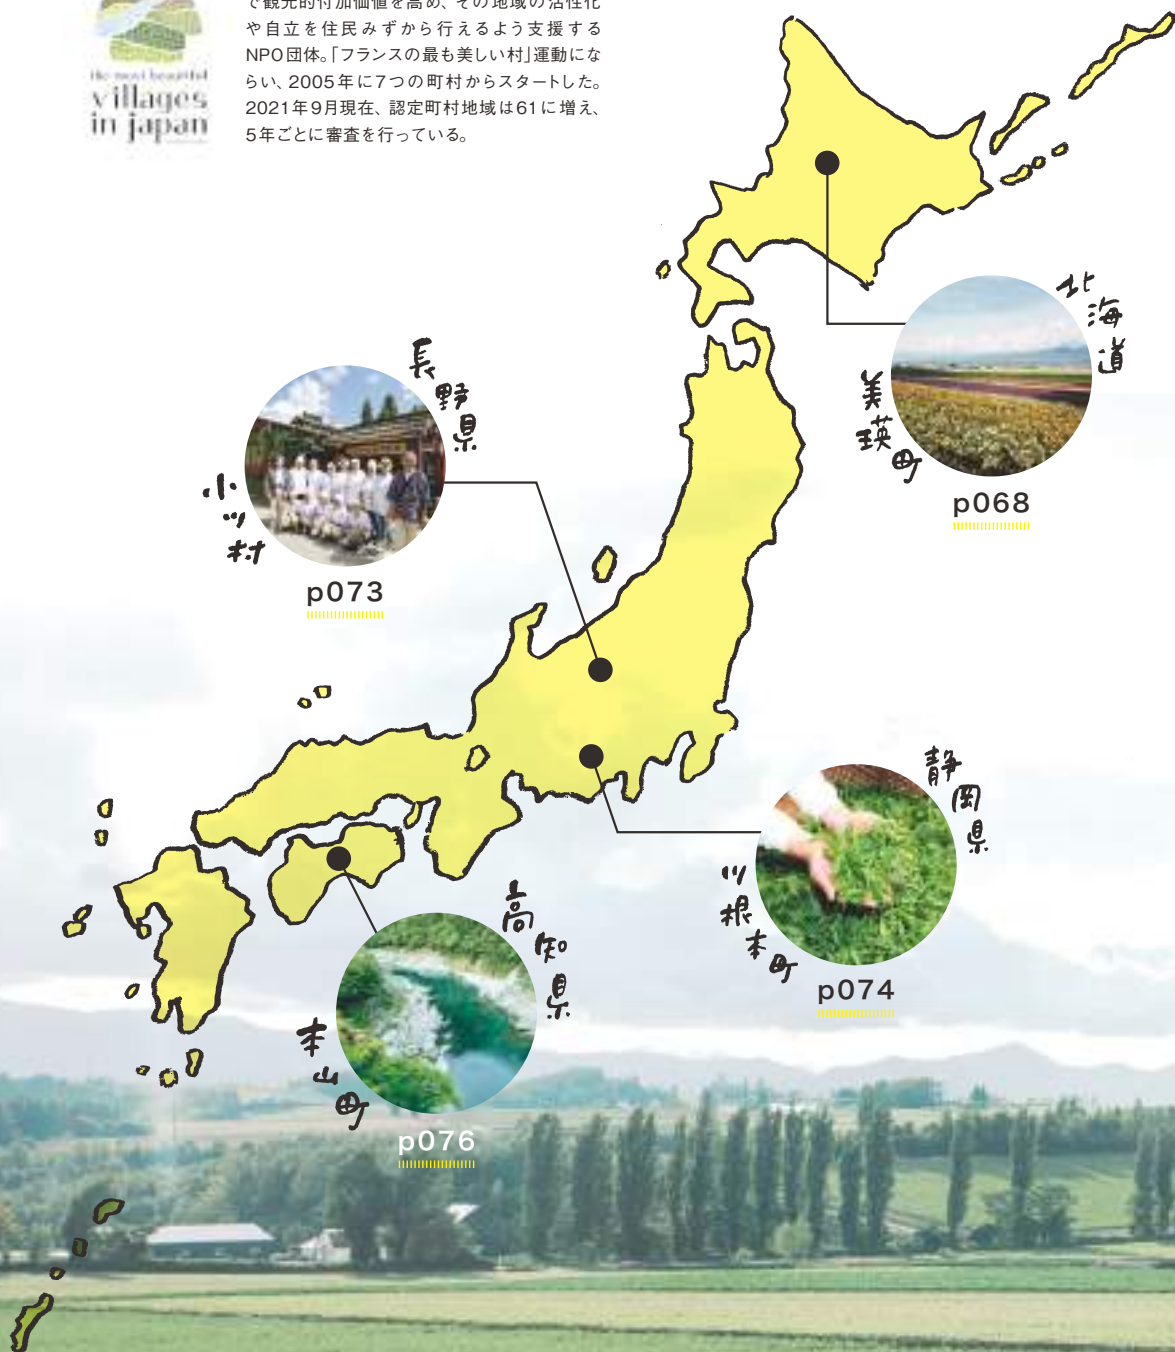 で観光的付加価値を高め、その地域の活性化
や自立を住民みずから行えるよう支援する
NPO団体。「フランスの最も美しい村」運動にな
らい、2005年に7つの町村からスタートした。
2021年9月現在、認定町村地域は61に増え、
5年ごとに審査を行っている。
the most beautiful
villages
in japan
北海道
美瑛町
p068
長野県
小川村
p073
静岡県
川根本町
p074
高知県
本山町
p076